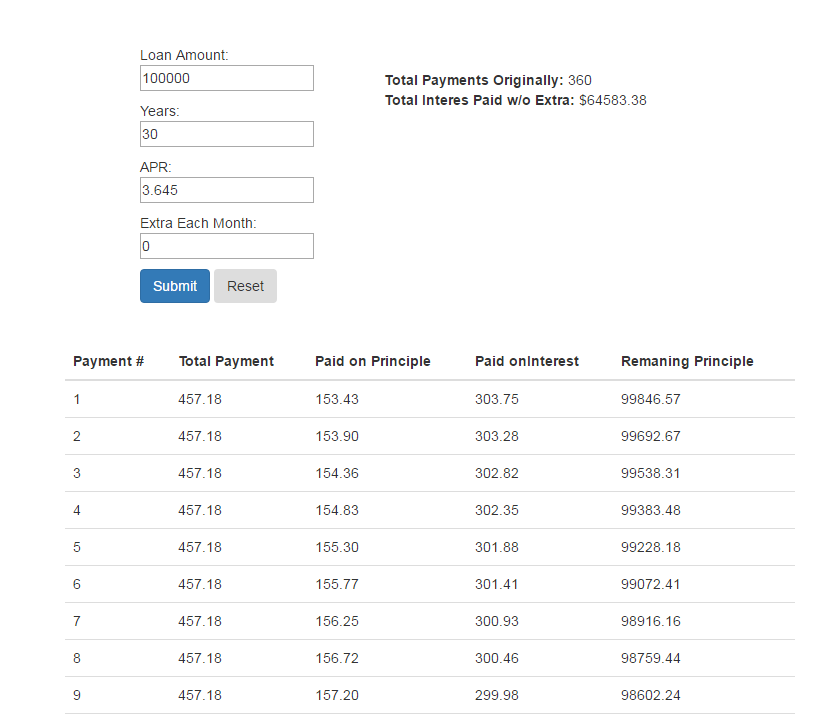 Loan Amount:
100000
Years:
30
APR:
3.645
Extra Each Month:
0
Submit Reset
Total Payments Originally: 360
Total Interes Paid w/o Extra: $64583.38
Payment # Total Payment Paid on Principle Paid onInterest Remaning Principle
1 457.18 153.43 303.75 99846.57
2 457.18 153.90 303.28 99692.67
3 457.18 154.36 302.82 99538.31
4 457.18 154.83 302.35 99383.48
5 457.18 155.30 301.88 99228.18
6 457.18 155.77 301.41 99072.41
7 457.18 156.25 300.93 98916.16
8 457.18 156.72 300.46 98759.44
9 457.18 157.20 299.98 98602.24